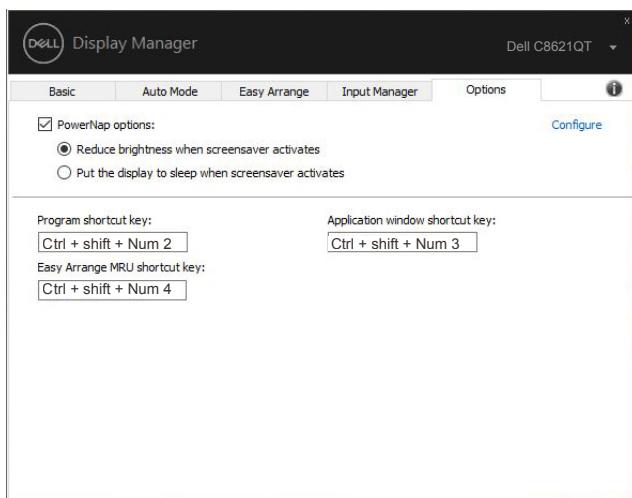 x
DELL Display Manager
Dell C8621QT
Basic Auto Mode Easy Arrange Input Manager Options
PowerNap options:
Configure
Reduce brightness when screensaver activates
Put the display to sleep when screensaver activates
Program shortcut key:
Application window shortcut key:
Ctrl + shift + Num 2
Ctrl + shift + Num 3
Easy Arrange MRU shortcut key:
Ctrl + shift + Num 4